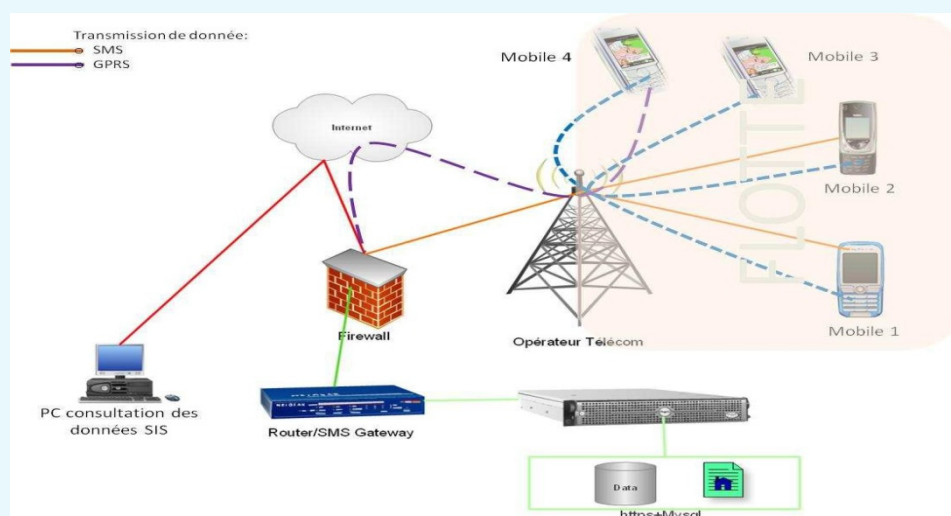 Transmission de donnée:
SMS
GPRS
Mobile 4
Mobile 3
Internet
FLOTTE
Mobile 2
Mobile 1
Firewall
Opérateur Télécom
PC consultation des
données SIS
Router/SMS Gateway
Data
https+Mysql